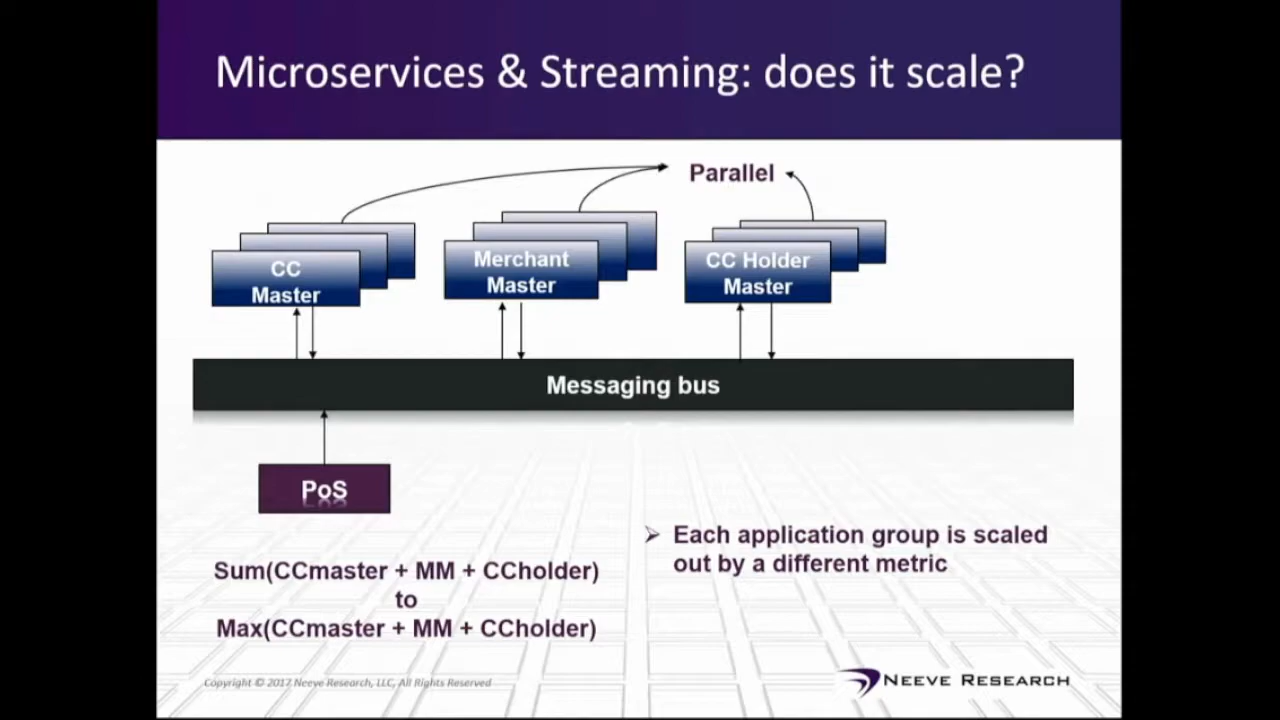 Microservices & Streaming: does it scale?
Parallel
CC
Master
Merchant
Master
CC Holder
Master
Messaging bus
PoS
Each application group is scaled
out by a different metric
Sum(CCmaster + MM + CCholder)
to
Max(CCmaster + MM + CCholder)
Copyright © 2017 Neeve Research, LLC, All Rights Reserved
NEEVE RESEARCH